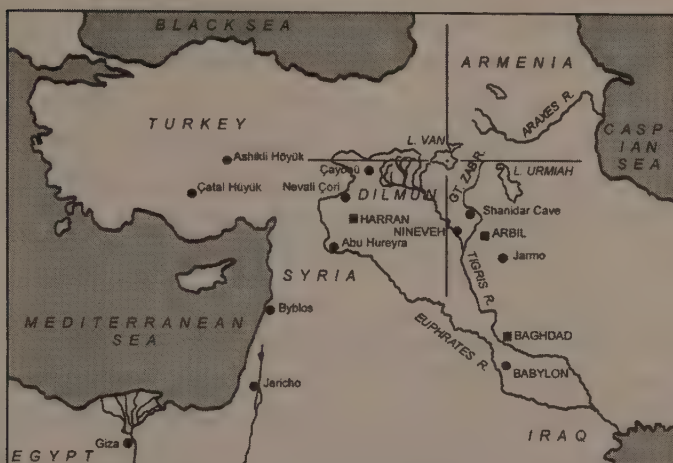 BLACK SEA
ARMENIA
ARAXES R.
CASP-
IAN
SEA
TURKEY
L. VAN
Ashikli Höyük
Çayönü
GT. ZAB R.
L. URMIAH
Çatal Hüyük
Nevali Çori
DILMUN
HARRAN
Shanidar Cave
NINEVEH
ARBIL
Abu Hureyra
Jarmo
SYRIA
TIGRIS R.
Byblos
MEDITERRANEAN
SEA
EUPHRATES R.
BAGHDAD
BABYLON
Jericho
IRAQ
Giza
EGYPT